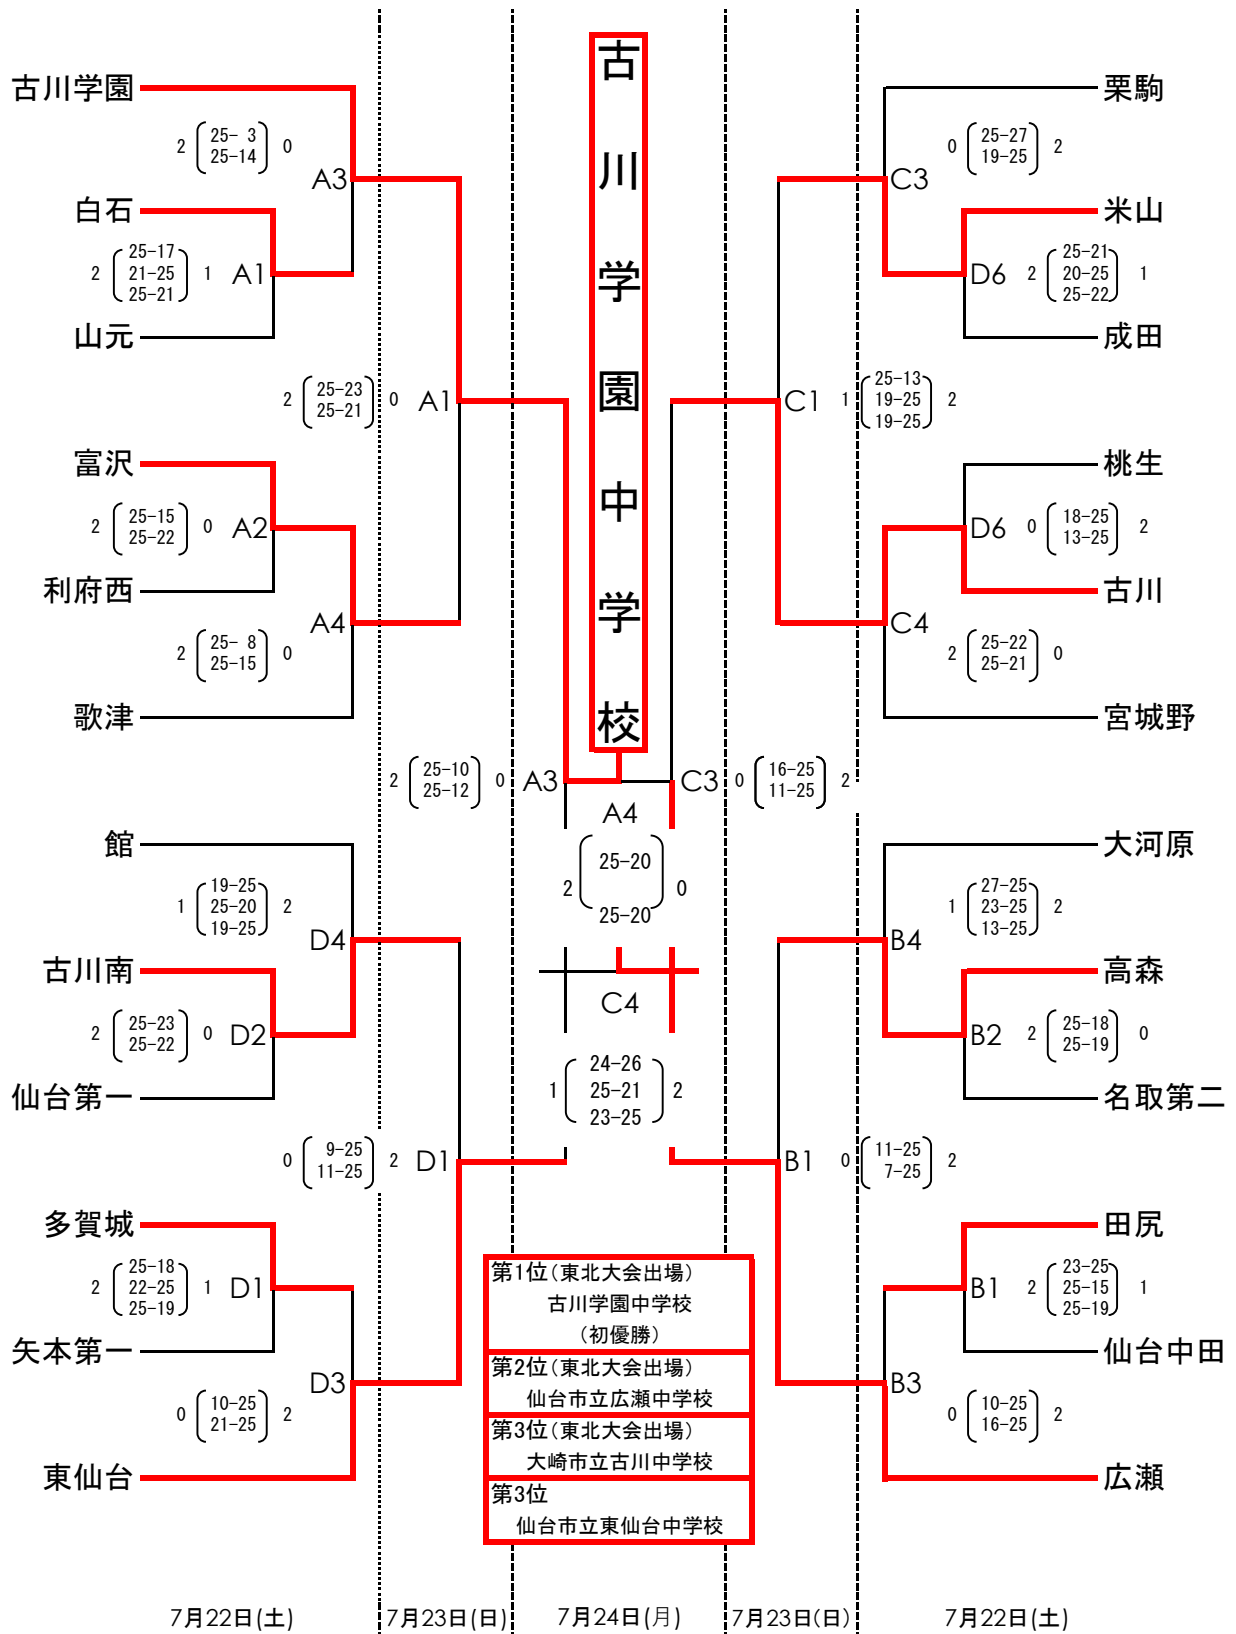 古川学園中学校
古川学園
2 25- 3 0
25-14
A3
白石
25-17
2 21-25 1
25-21
A1
山元
2 25-23 0
25-21
A1
富沢
2 25-15 0
25-22
A2
利府西
A4
2 25- 8 0
25-15
歌津
2 25-10 0
25-12
A3
館
19-25
1 25-20 2
19-25
D4
古川南
2 25-23 0
25-22
D2
仙台第一
0 9-25 2
11-25
D1
多賀城
25-18
2 22-25 1
25-19
D1
矢本第一
D3
0 10-25 2
21-25
東仙台
A4
25-20
2 0
25-20
C4
24-26
1 25-21 2
23-25
栗駒
0 25-27 2
19-25
C3
米山
25-21
D6 2 20-25 1
25-22
成田
25-13
C1 1 19-25 2
19-25
桃生
D6 0 18-25 2
13-25
古川
C4
2 25-22 0
25-21
宮城野
C3 0 16-25 2
11-25
大河原
27-25
1 23-25 2
13-25
B4
高森
B2 2 25-18 0
25-19
名取第二
B1 0 11-25 2
7-25
田尻
23-25
B1 2 25-15 1
25-19
仙台中田
B3
0 10-25 2
16-25
広瀬
第1位(東北大会出場)
古川学園中学校
(初優勝)
第2位(東北大会出場)
仙台市立広瀬中学校
第3位(東北大会出場)
大崎市立古川中学校
第3位
仙台市立東仙台中学校
7月22日(土) 7月23日(日) 7月24日(月) 7月23日(日) 7月22日(土)